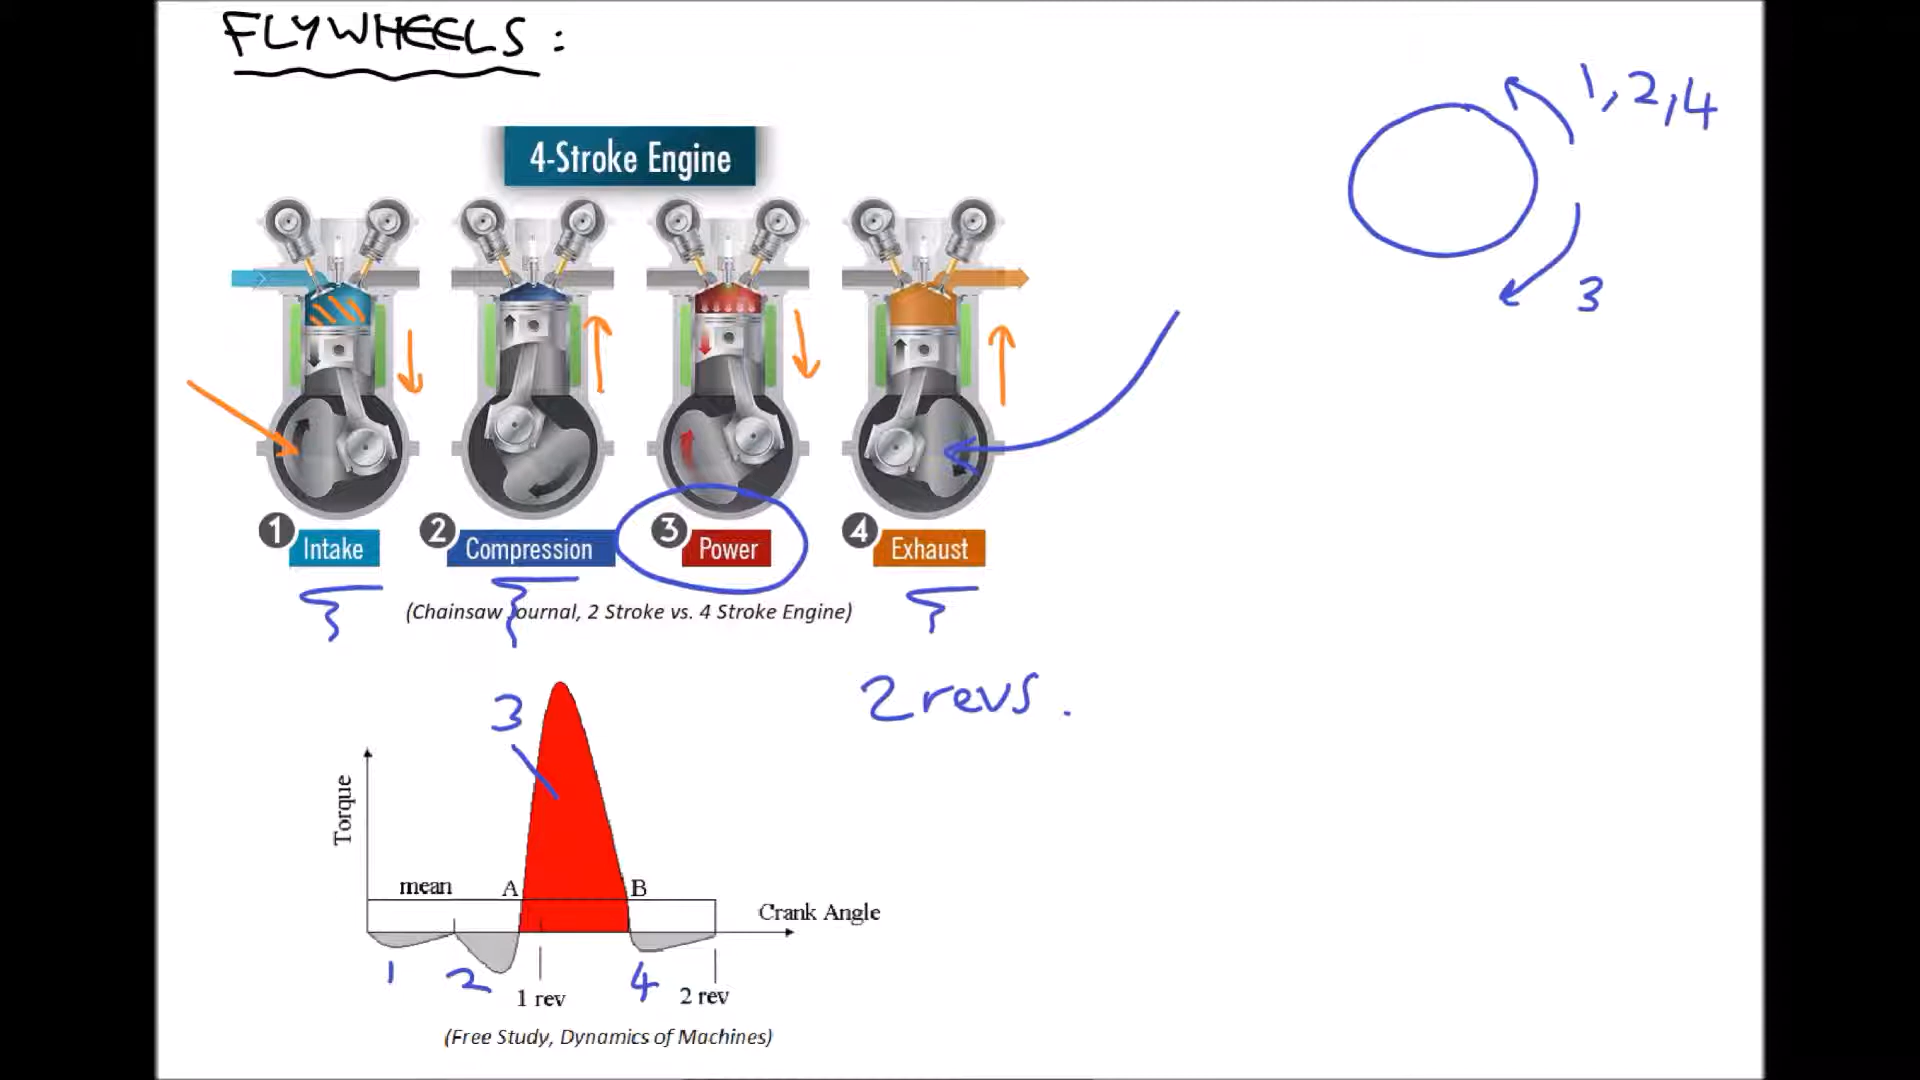 FLYWHEELS:
1,2,4
4-Stroke Engine
3
1 Intake
2 Compression
3 Power
4 Exhaust
(Chainsaw Journal, 2 Stroke vs. 4 Stroke Engine)
2 revs.
3
Torque
mean
A
B
Crank Angle
1
2
4
1 rev
2 rev
(Free Study, Dynamics of Machines)